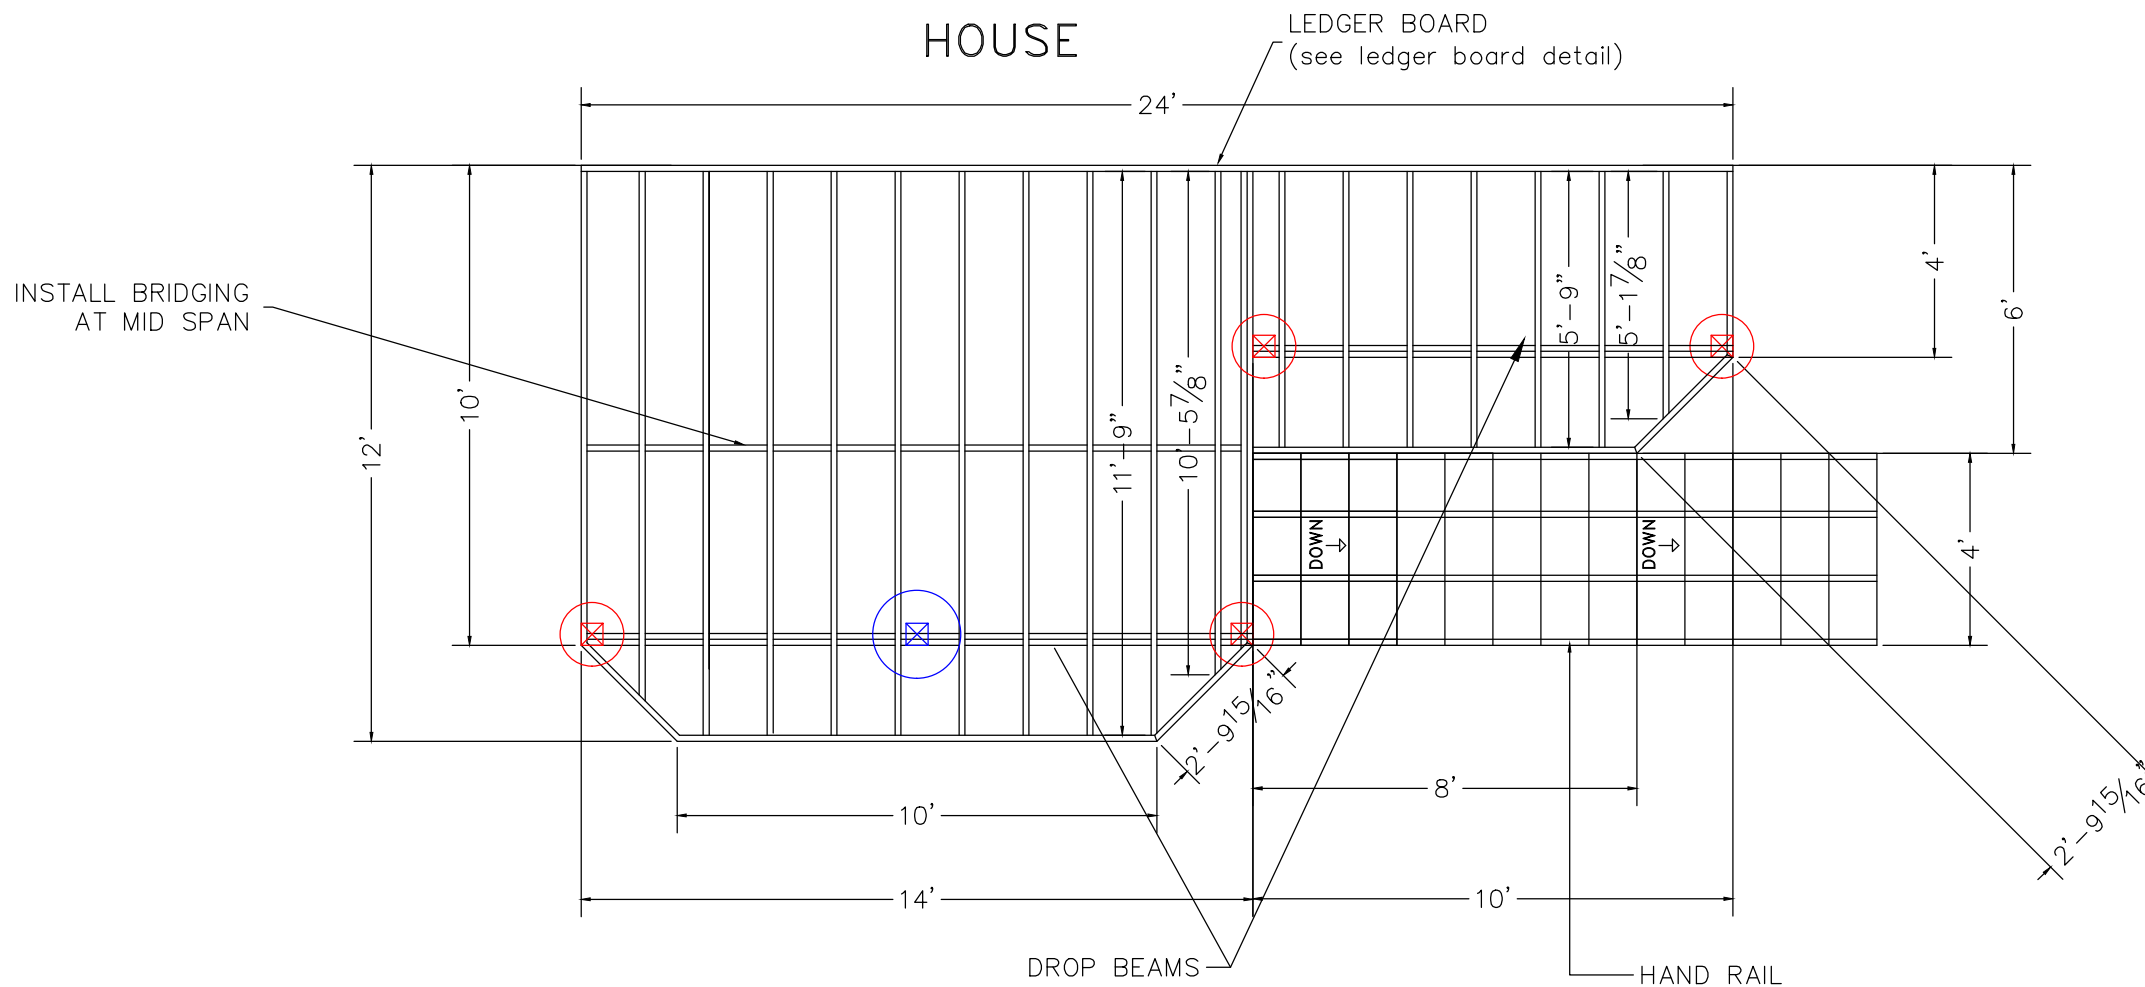 HOUSE
LEDGER BOARD
(see ledger board detail)
24'
INSTALL BRIDGING
AT MID SPAN
12'
10'
11'-9"
10'-5 7/8"
5'-9"
5'-1 7/8"
4'
6'
DOWN
DOWN
4'
2'-9 15/16"
2'-9 15/16"
10'
8'
14'
10'
DROP BEAMS
HAND RAIL